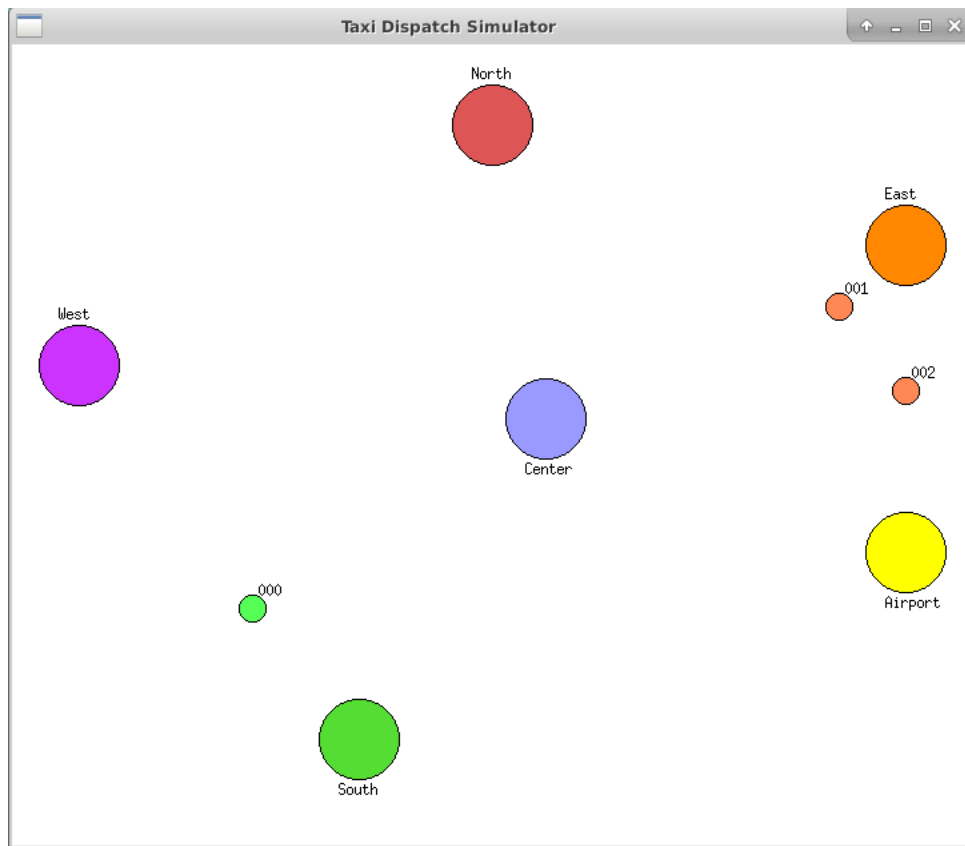 Taxi Dispatch Simulator
North
East
001
West
002
Center
000
Airport
South